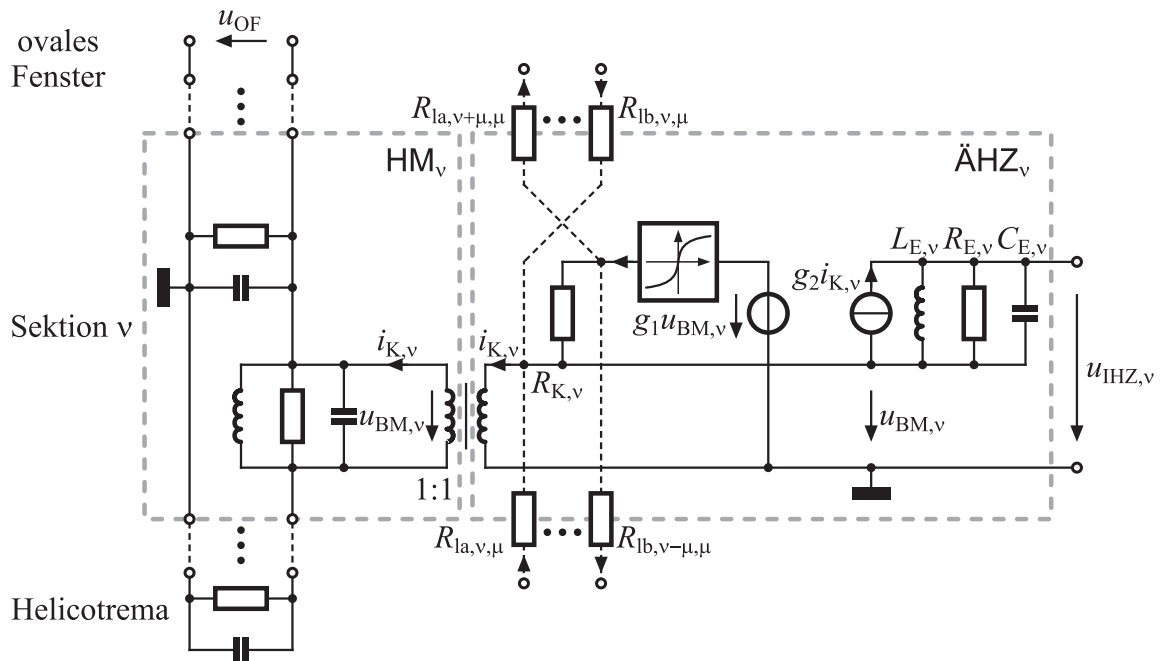 ovales
Fenster
u_OF
R_la,ν+μ,μ
R_lb,ν,μ
HM_ν
ÄHZ_ν
L_E,ν R_E,ν C_E,ν
g_2 i_K,ν
g_1 u_BM,ν
Sektion ν
i_K,ν
i_K,ν
R_K,ν
u_BM,ν
u_BM,ν
u_IHZ,ν
1:1
R_la,ν,μ
R_lb,ν−μ,μ
Helicotrema